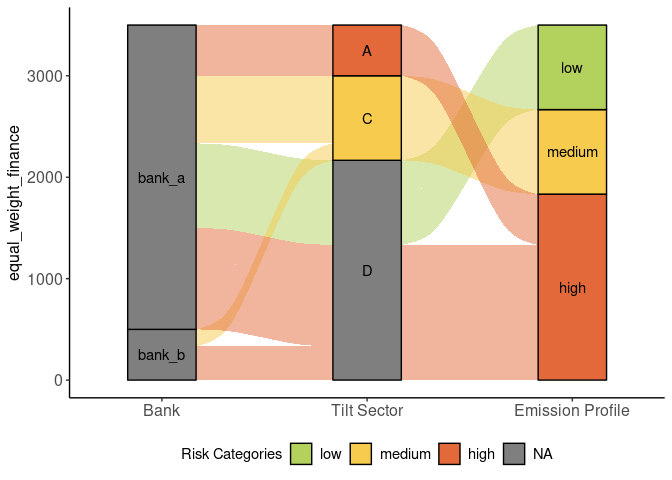 equal_weight_finance
3000
2000
1000
0
bank_a
bank_b
A
C
D
low
medium
high
Bank
Tilt Sector
Emission Profile
Risk Categories low medium high NA